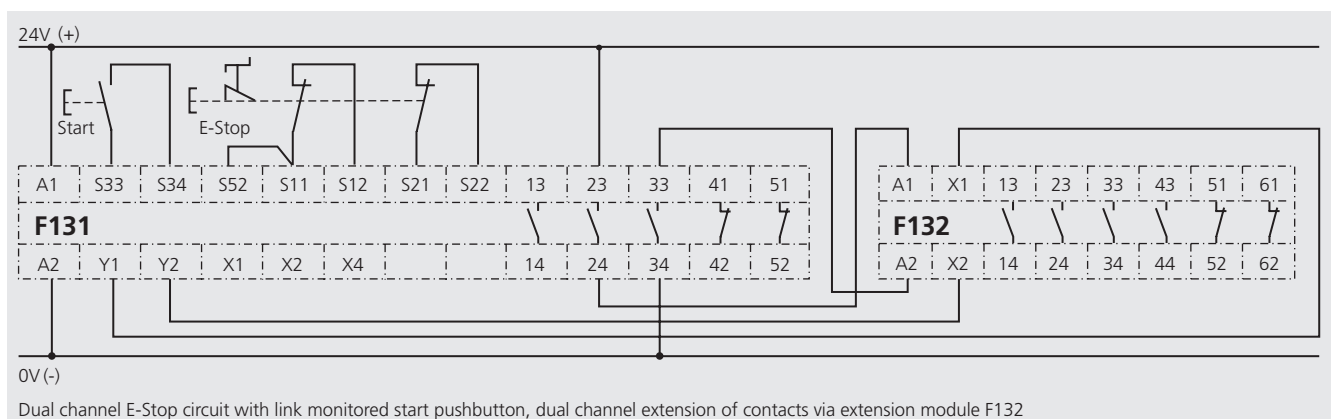 24V (+)
Start
E-Stop
A1 S33 S34 S52 S11 S12 S21 S22 13 23 33 41 51
A1 X1 13 23 33 43 51 61
F131
F132
A2 Y1 Y2 X1 X2 X4 14 24 34 42 52
A2 X2 14 24 34 44 52 62
0V (-)
Dual channel E-Stop circuit with link monitored start pushbutton, dual channel extension of contacts via extension module F132